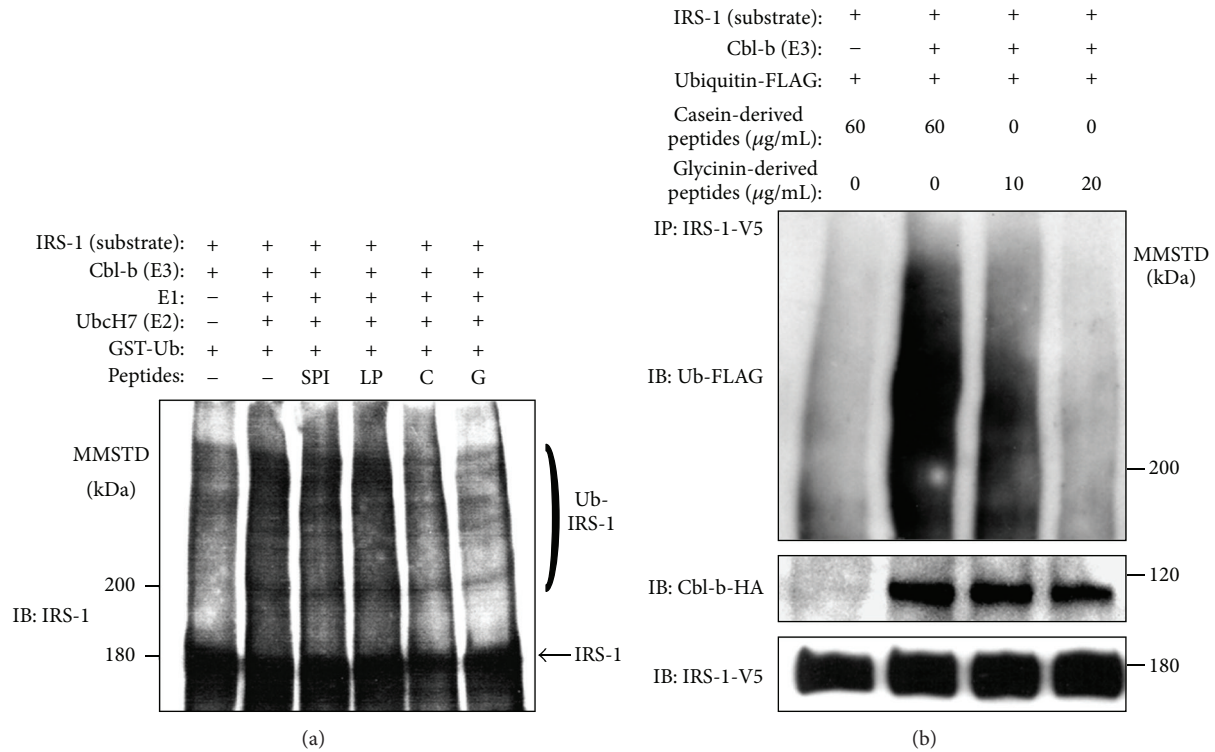 IRS-1 (substrate): + + + + + +
Cbl-b (E3): + + + + + +
E1: − + + + + +
UbcH7 (E2): − + + + + +
GST-Ub: + + + + + +
Peptides: − − SPI LP C G
MMSTD
(kDa)
Ub-
IRS-1
200
IB: IRS-1
180
IRS-1
(a)
IRS-1 (substrate): + + + +
Cbl-b (E3): − + + +
Ubiquitin-FLAG: + + + +
Casein-derived
peptides (μg/mL): 60 60 0 0
Glycinin-derived
peptides (μg/mL): 0 0 10 20
IP: IRS-1-V5
MMSTD
(kDa)
IB: Ub-FLAG
200
IB: Cbl-b-HA
120
IB: IRS-1-V5
180
(b)